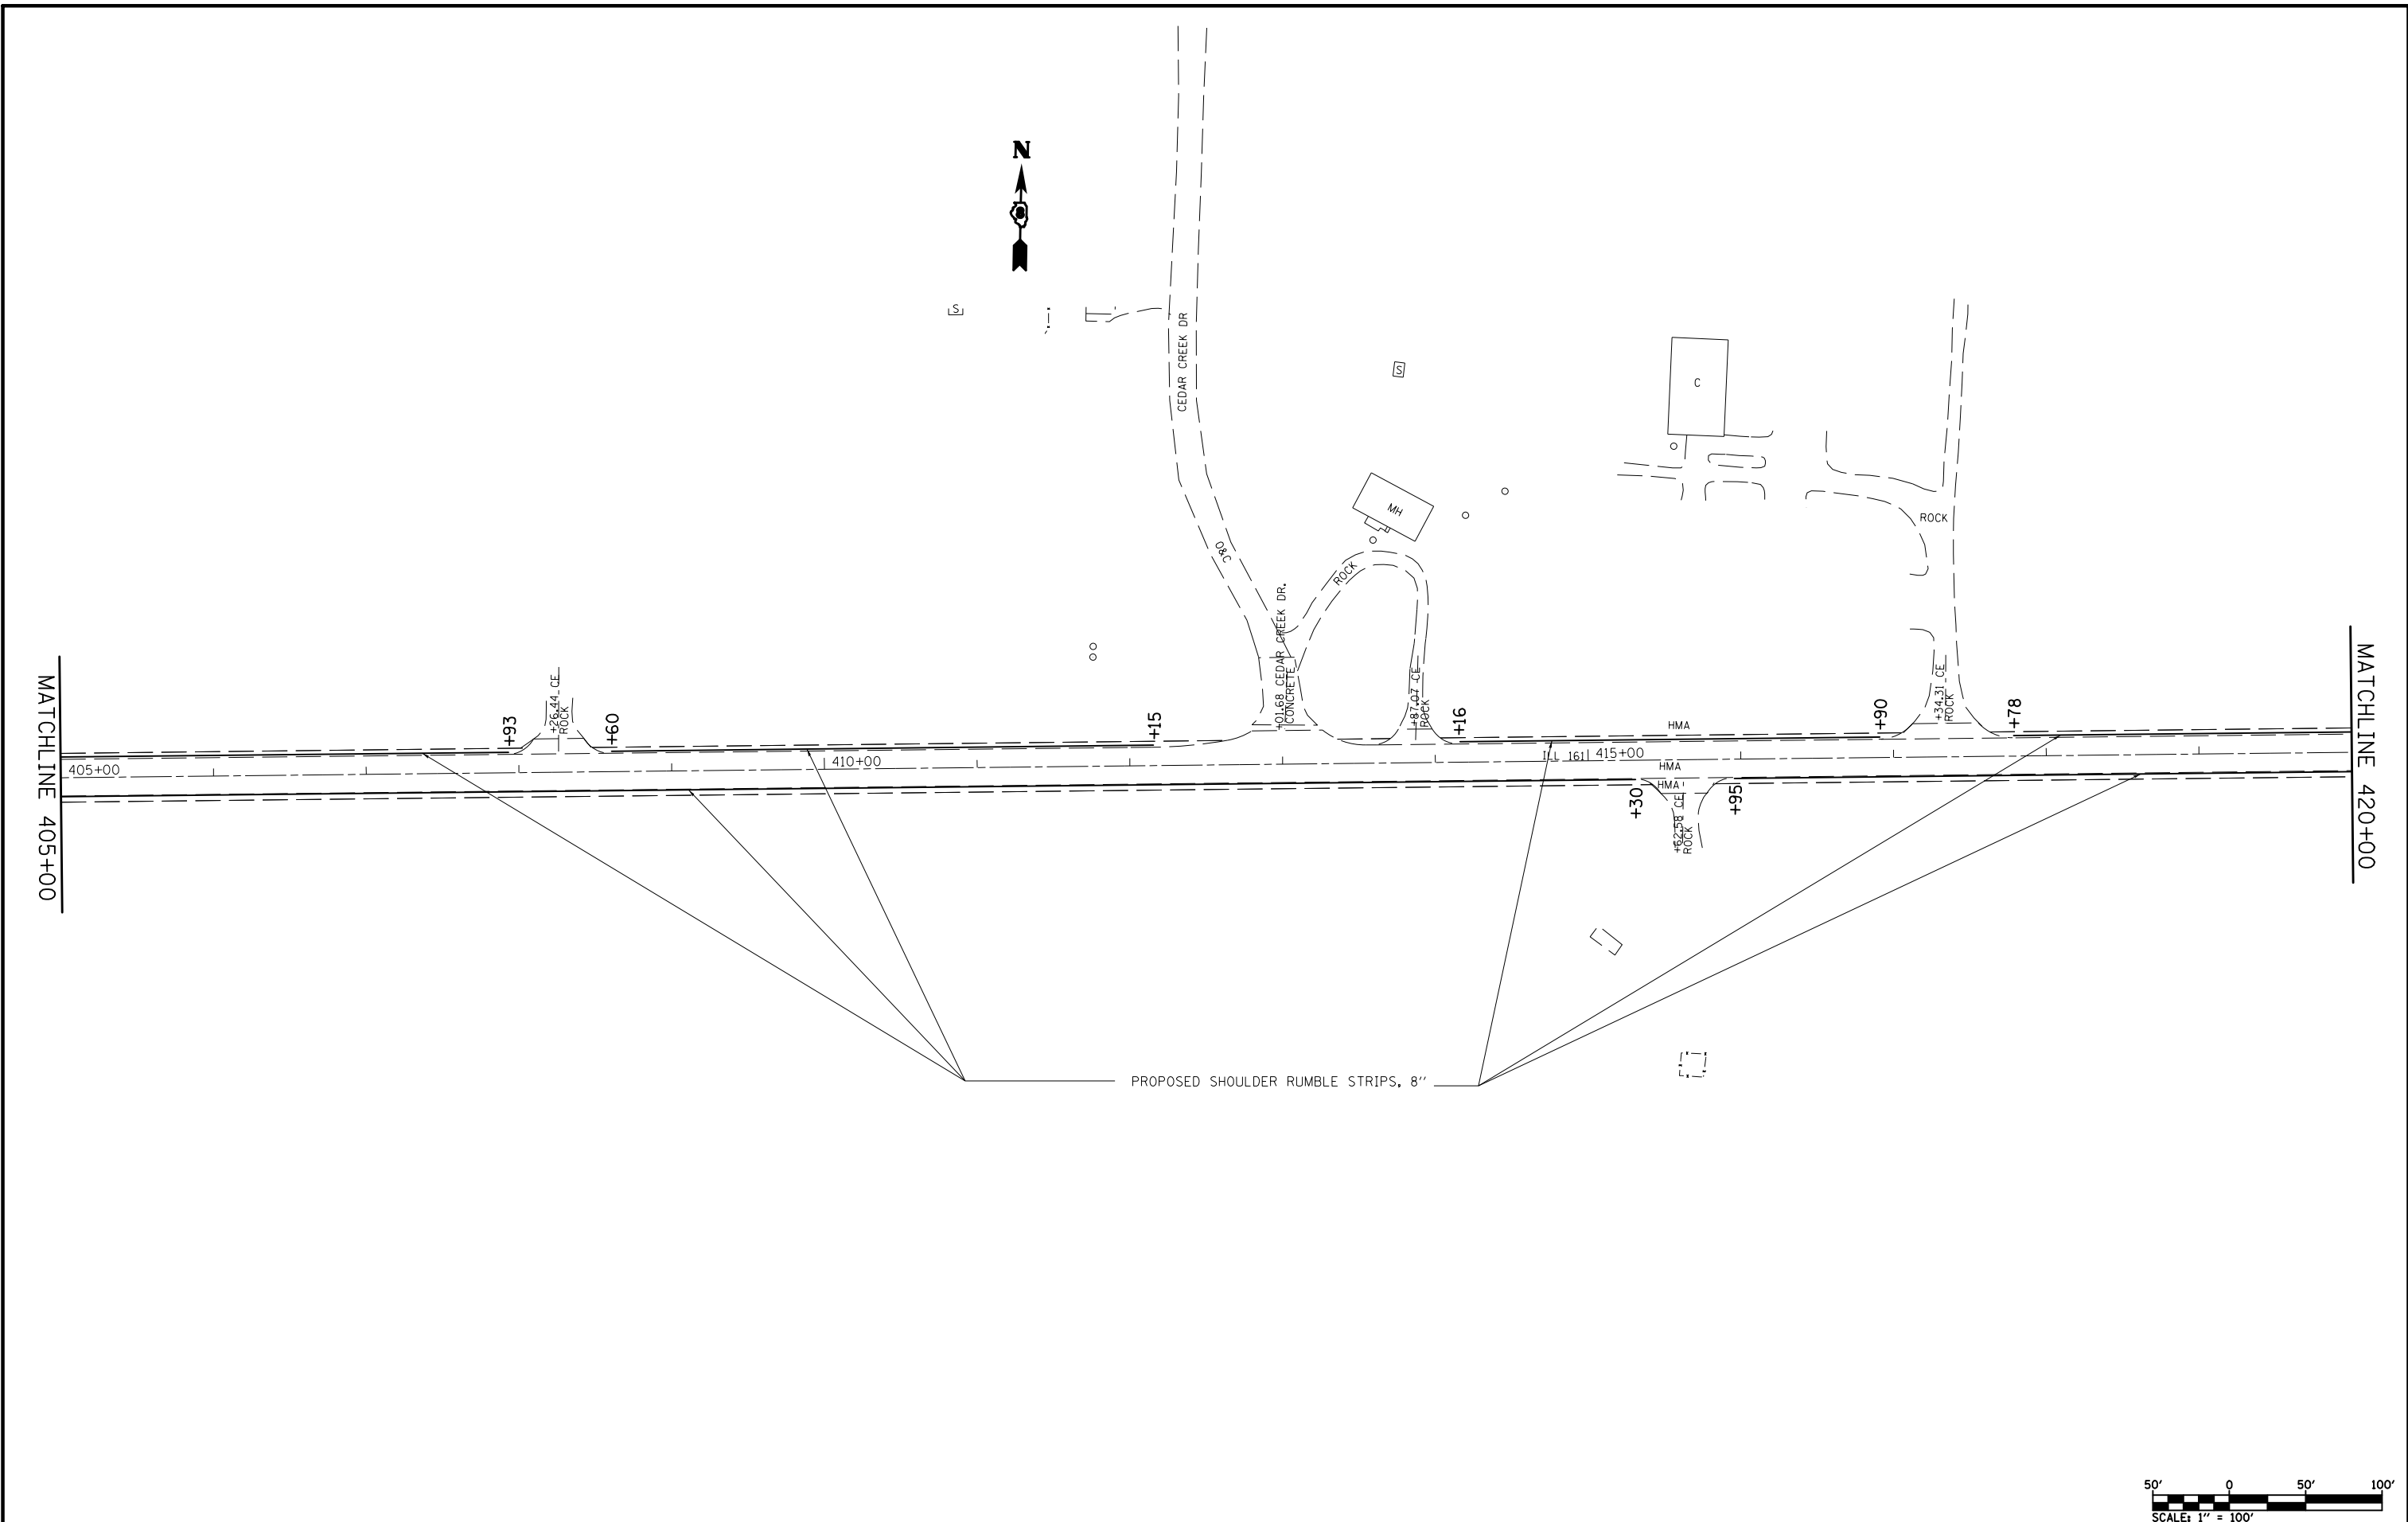 N
S
CEDAR CREEK DR
S
C
MH
ROCK
O&C
ROCK
+01.68 CEDAR CREEK DR.
CONCRETE
+26.44 CE
ROCK
+87.07 CE
ROCK
+34.31 CE
ROCK
MATCHLINE 405+00
MATCHLINE 420+00
+93
+60
+15
+16
HMA
+90
+78
405+00
410+00
ILL 161
415+00
HMA
HMA
+30
+62.58 CE
ROCK
+95
PROPOSED SHOULDER RUMBLE STRIPS, 8''
50' 0 50' 100'
SCALE: 1" = 100'